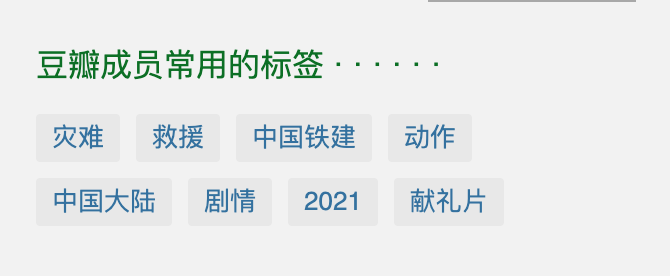 豆瓣成员常用的标签 · · · · · ·
灾难 救援 中国铁建 动作
中国大陆 剧情 2021 献礼片